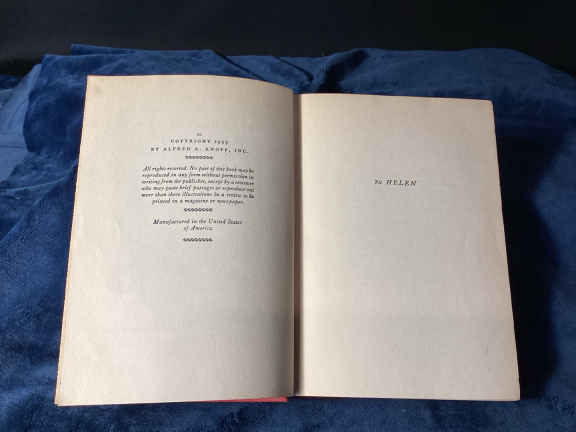 COPYRIGHT
BY ALFRED A. KNOPF, INC.
All rights reserved. No part of this book may be
reproduced in any form without permission in
writing from the publisher, except by a reviewer
who may quote brief passages or reproduce not
more than three illustrations in a review to be
printed in a magazine or newspaper.
Manufactured in the United States
of America
To HELEN